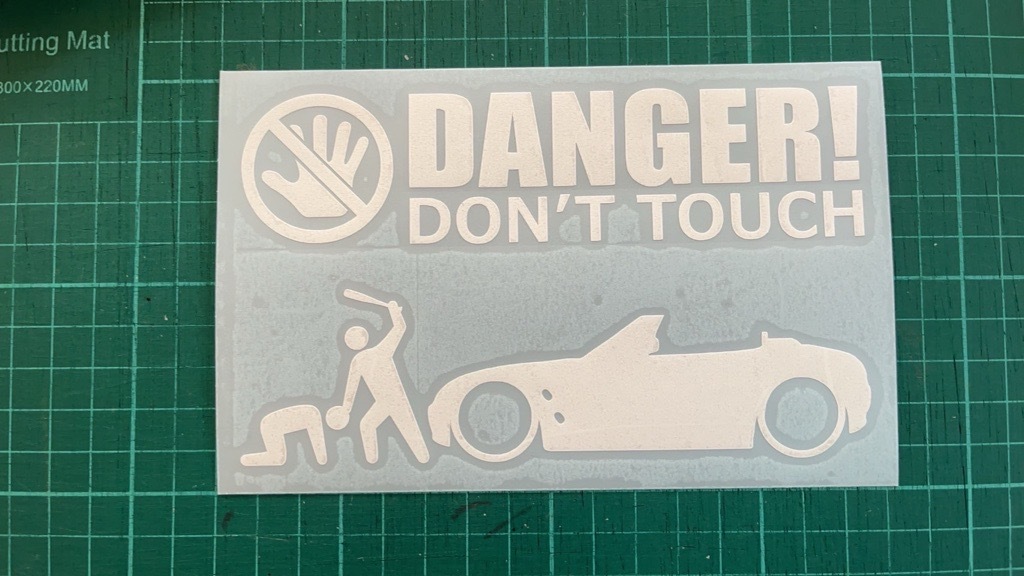 utting Mat
300×220MM
DANGER!
DON'T TOUCH